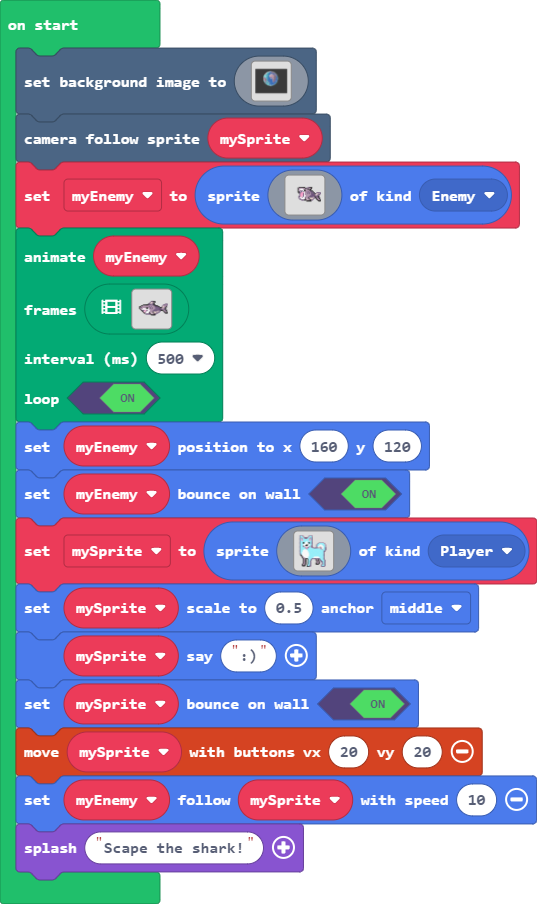 on start
set background image to
camera follow sprite mySprite
set myEnemy to sprite of kind Enemy
animate myEnemy
frames
interval (ms) 500
loop ON
set myEnemy position to x 160 y 120
set myEnemy bounce on wall ON
set mySprite to sprite of kind Player
set mySprite scale to 0.5 anchor middle
mySprite say ":)"
set mySprite bounce on wall ON
move mySprite with buttons vx 20 vy 20
set myEnemy follow mySprite with speed 10
splash "Scape the shark!"